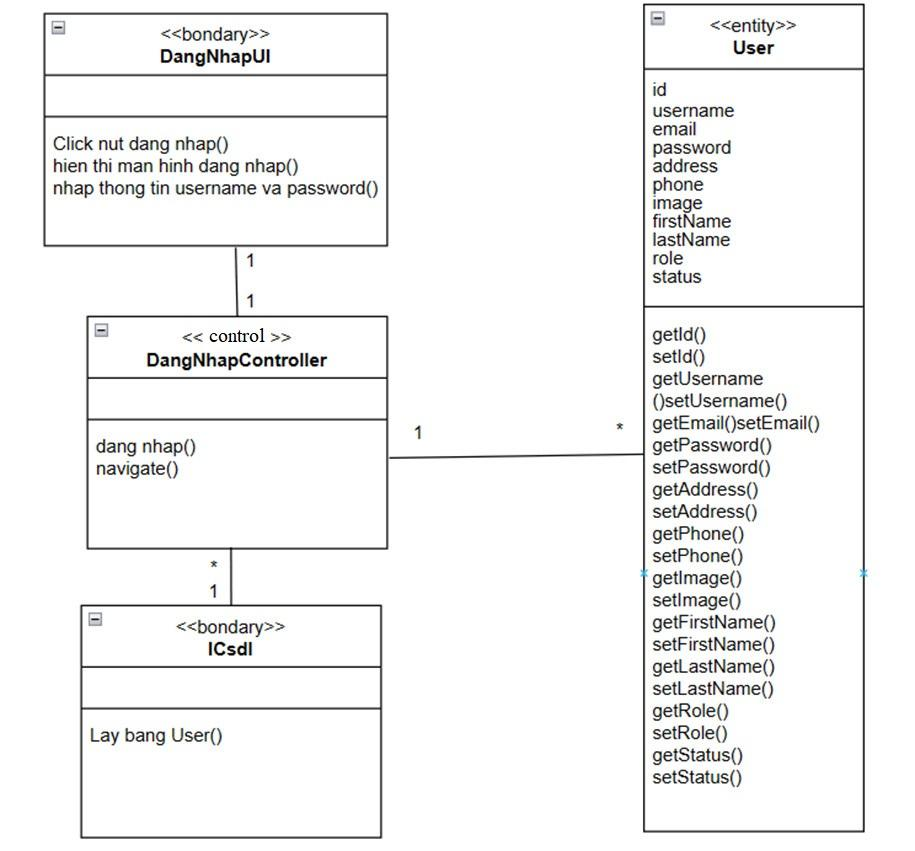 <<bondary>>
DangNhapUI
Click nut dang nhap()
hien thi man hinh dang nhap()
nhap thong tin username va password()
1
1
<< control >>
DangNhapController
dang nhap()
navigate()
1
*
*
1
<<bondary>>
ICsdl
Lay bang User()
<<entity>>
User
id
username
email
password
address
phone
image
firstName
lastName
role
status
getId()
setId()
getUsername
()setUsername()
getEmail()setEmail()
getPassword()
setPassword()
getAddress()
setAddress()
getPhone()
setPhone()
getImage()
setImage()
getFirstName()
setFirstName()
getLastName()
setLastName()
getRole()
setRole()
getStatus()
setStatus()